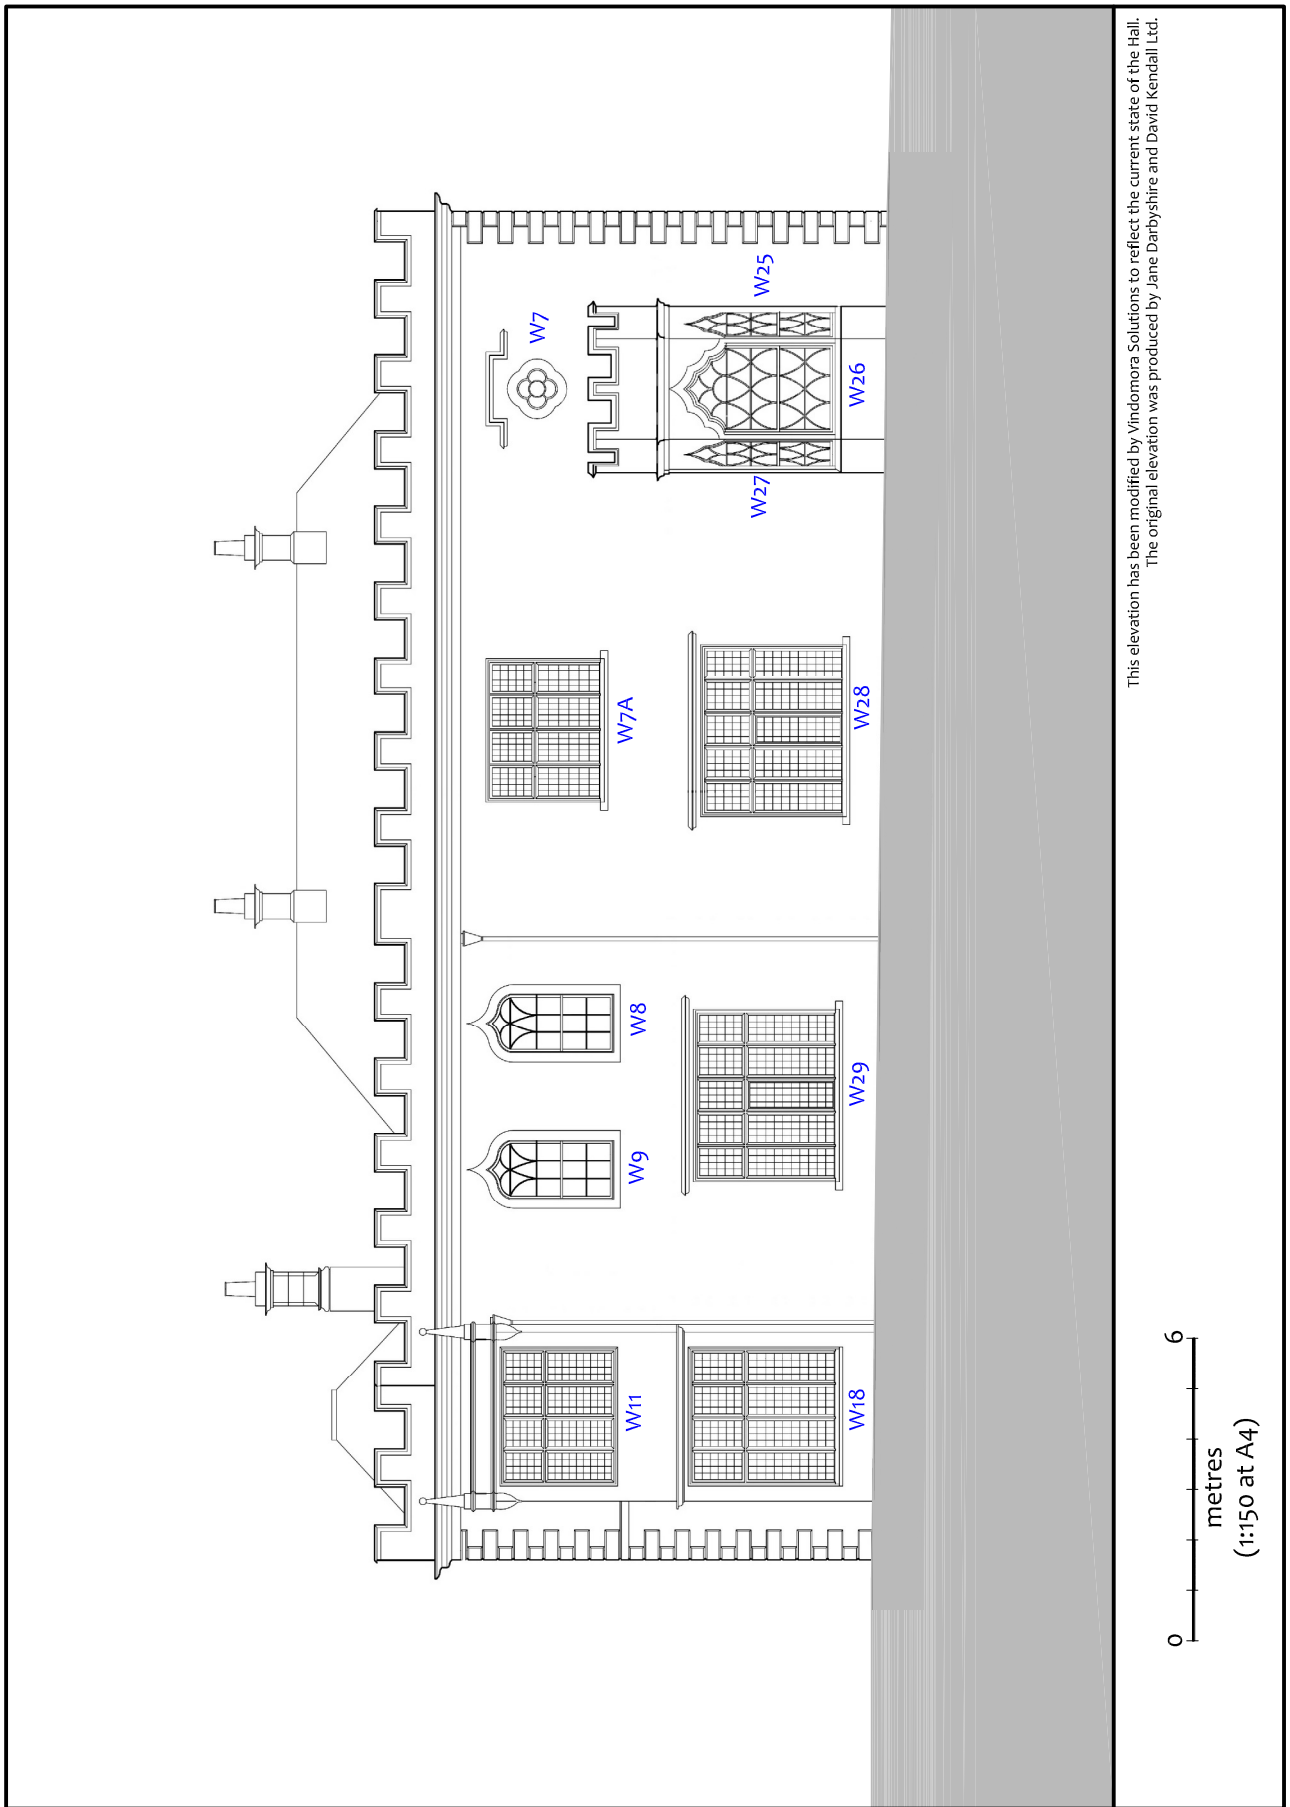 W7
W25
W27
W26
W7A
W28
W8
W9
W29
W11
W18
This elevation has been modified by Vindomora Solutions to reflect the current state of the Hall.
The original elevation was produced by Jane Darbyshire and David Kendall Ltd.
0 6
metres
(1:150 at A4)